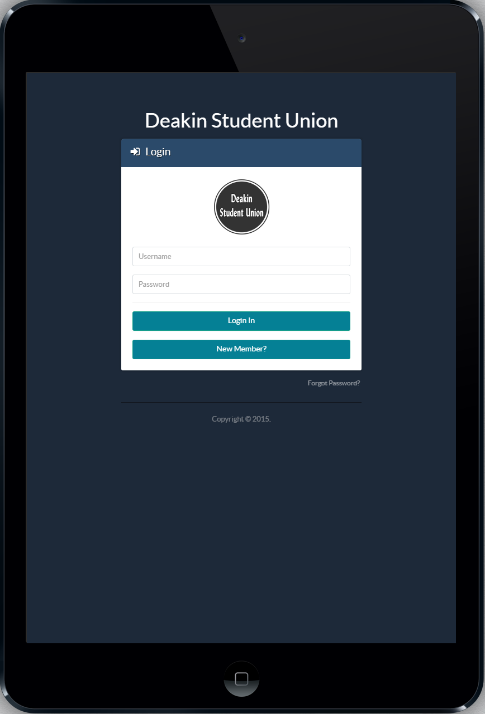 Deakin Student Union
Login
Deakin
Student Union
Username
Password
Login In
New Member?
Forgot Password?
Copyright © 2015.